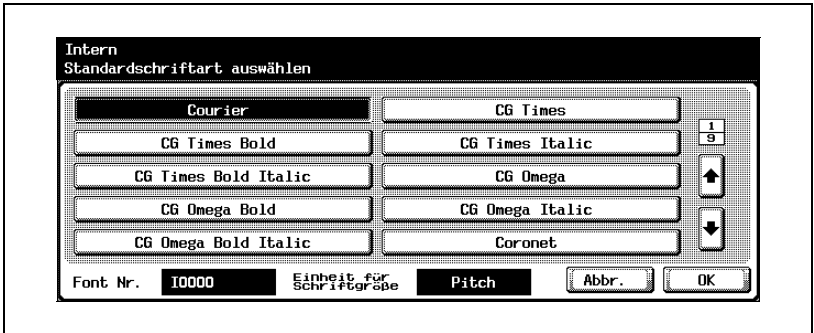 Intern
Standardschriftart auswählen
Courier
CG Times
CG Times Bold
CG Times Italic
CG Times Bold Italic
CG Omega
CG Omega Bold
CG Omega Italic
CG Omega Bold Italic
Coronet
1
9
Font Nr.
I0000
Einheit für
Schriftgröße
Pitch
Abbr.
OK